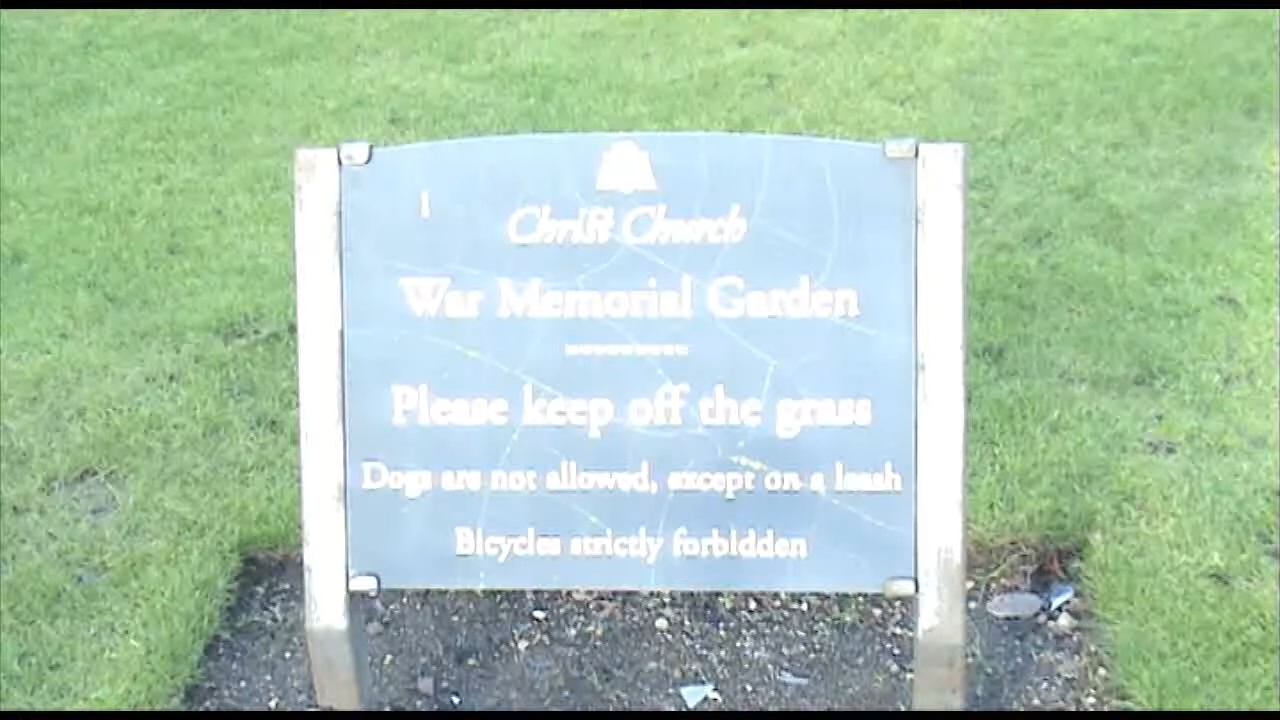 Christ Church
War Memorial Garden
Please keep off the grass
Dogs are not allowed, except on a leash
Bicycles strictly forbidden